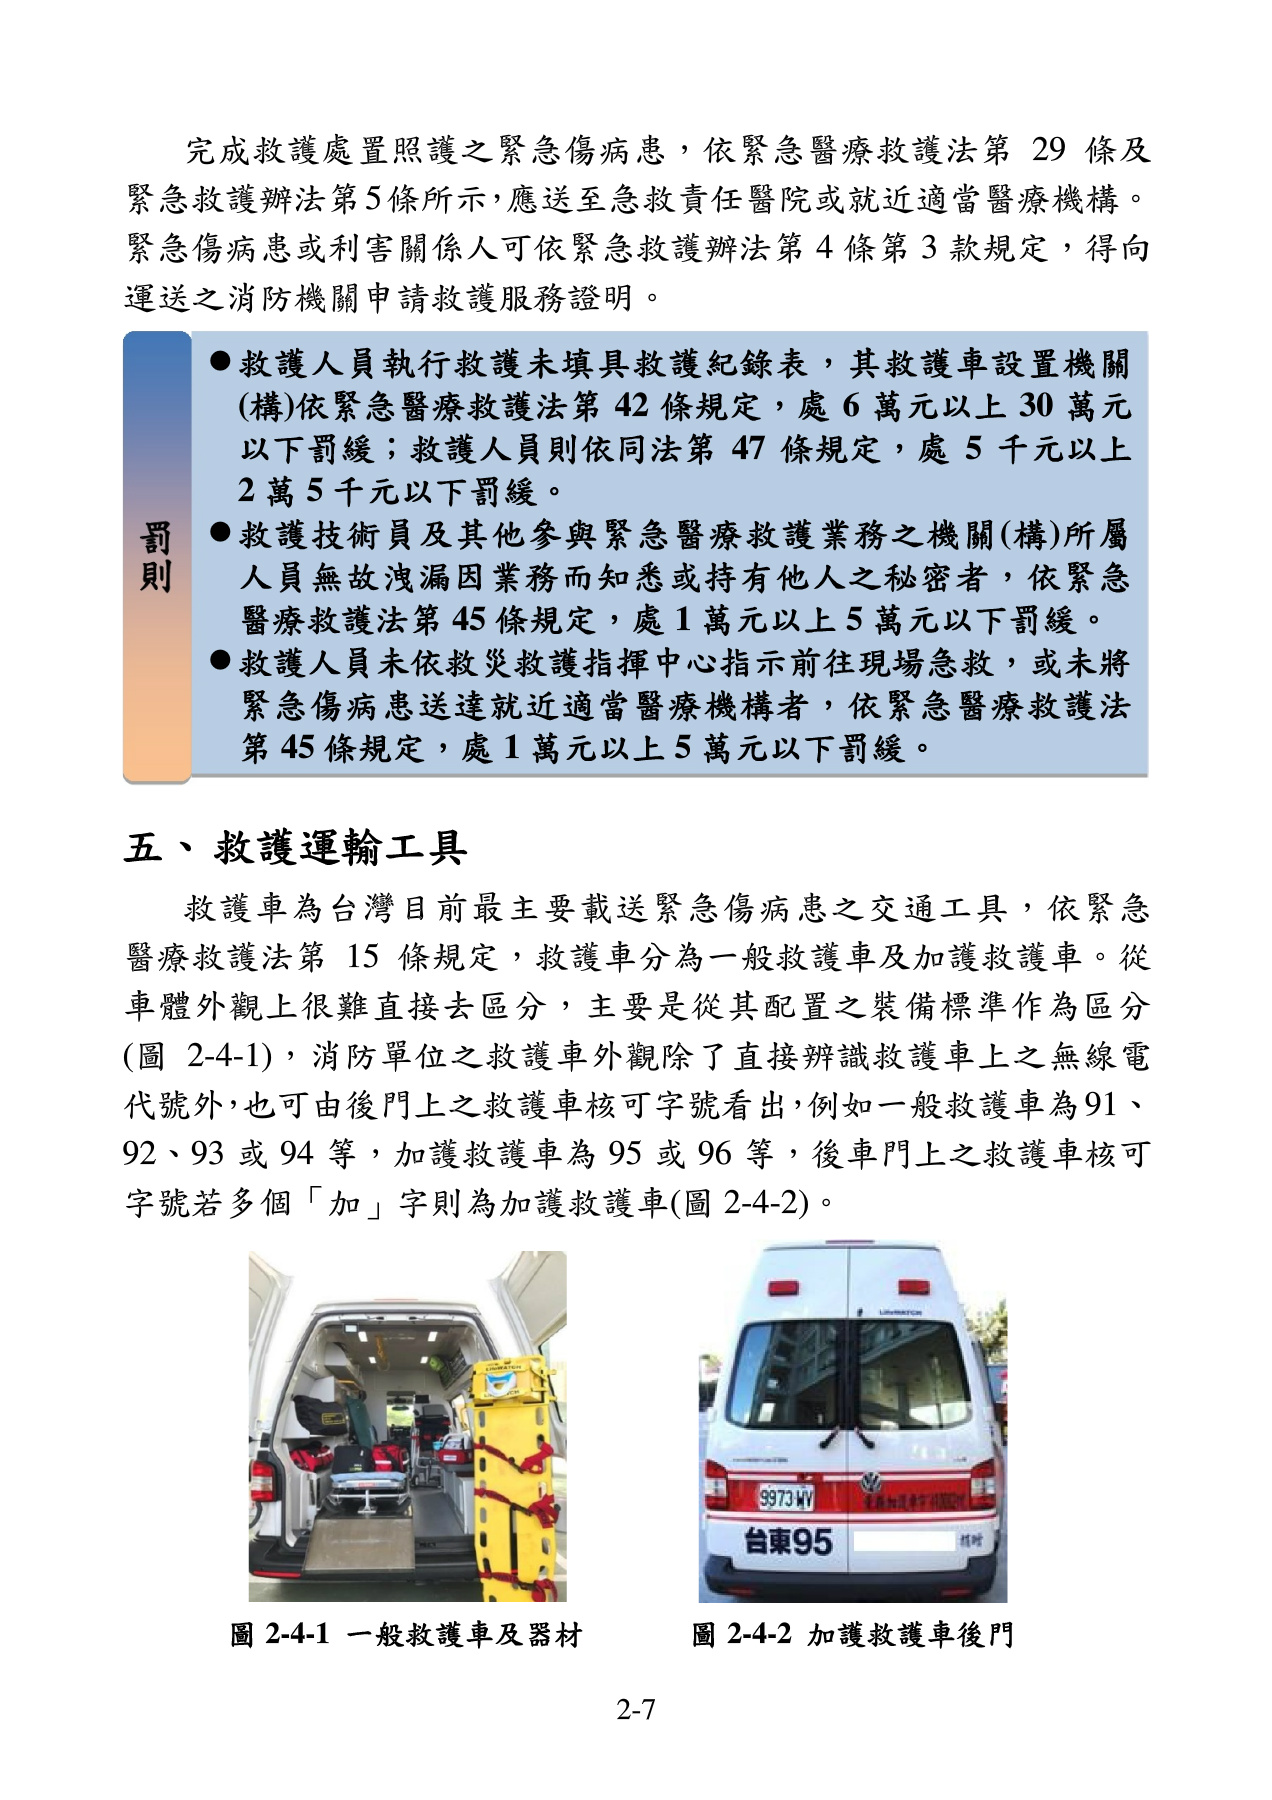 完成救護處置照護之緊急傷病患，依緊急醫療救護法第 29 條及
緊急救護辦法第5條所示，應送至急救責任醫院或就近適當醫療機構。
緊急傷病患或利害關係人可依緊急救護辦法第 4 條第 3 款規定，得向
運送之消防機關申請救護服務證明。
罰則
●救護人員執行救護未填具救護紀錄表，其救護車設置機關
(構)依緊急醫療救護法第 42 條規定，處 6 萬元以上 30 萬元
以下罰緩；救護人員則依同法第 47 條規定，處 5 千元以上
2 萬 5 千元以下罰緩。
●救護技術員及其他參與緊急醫療救護業務之機關(構)所屬
人員無故洩漏因業務而知悉或持有他人之秘密者，依緊急
醫療救護法第 45 條規定，處 1 萬元以上 5 萬元以下罰緩。
●救護人員未依救災救護指揮中心指示前往現場急救，或未將
緊急傷病患送達就近適當醫療機構者，依緊急醫療救護法
第 45 條規定，處 1 萬元以上 5 萬元以下罰緩。
五、救護運輸工具
救護車為台灣目前最主要載送緊急傷病患之交通工具，依緊急
醫療救護法第 15 條規定，救護車分為一般救護車及加護救護車。從
車體外觀上很難直接去區分，主要是從其配置之裝備標準作為區分
(圖 2-4-1)，消防單位之救護車外觀除了直接辨識救護車上之無線電
代號外，也可由後門上之救護車核可字號看出，例如一般救護車為91、
92、93 或 94 等，加護救護車為 95 或 96 等，後車門上之救護車核可
字號若多個「加」字則為加護救護車(圖 2-4-2)。
LifeWATCH
9973-WV
台東95
捐贈
圖 2-4-1 一般救護車及器材
圖 2-4-2 加護救護車後門
2-7